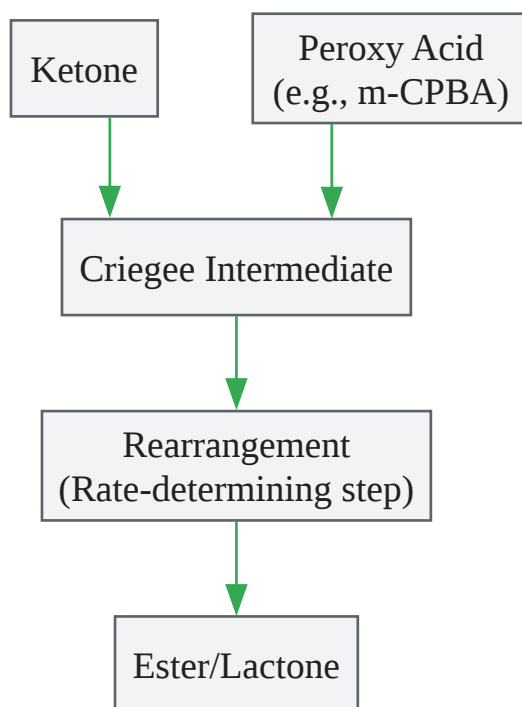 Ketone
Peroxy Acid
(e.g., m-CPBA)
Criegee Intermediate
Rearrangement
(Rate-determining step)
Ester/Lactone